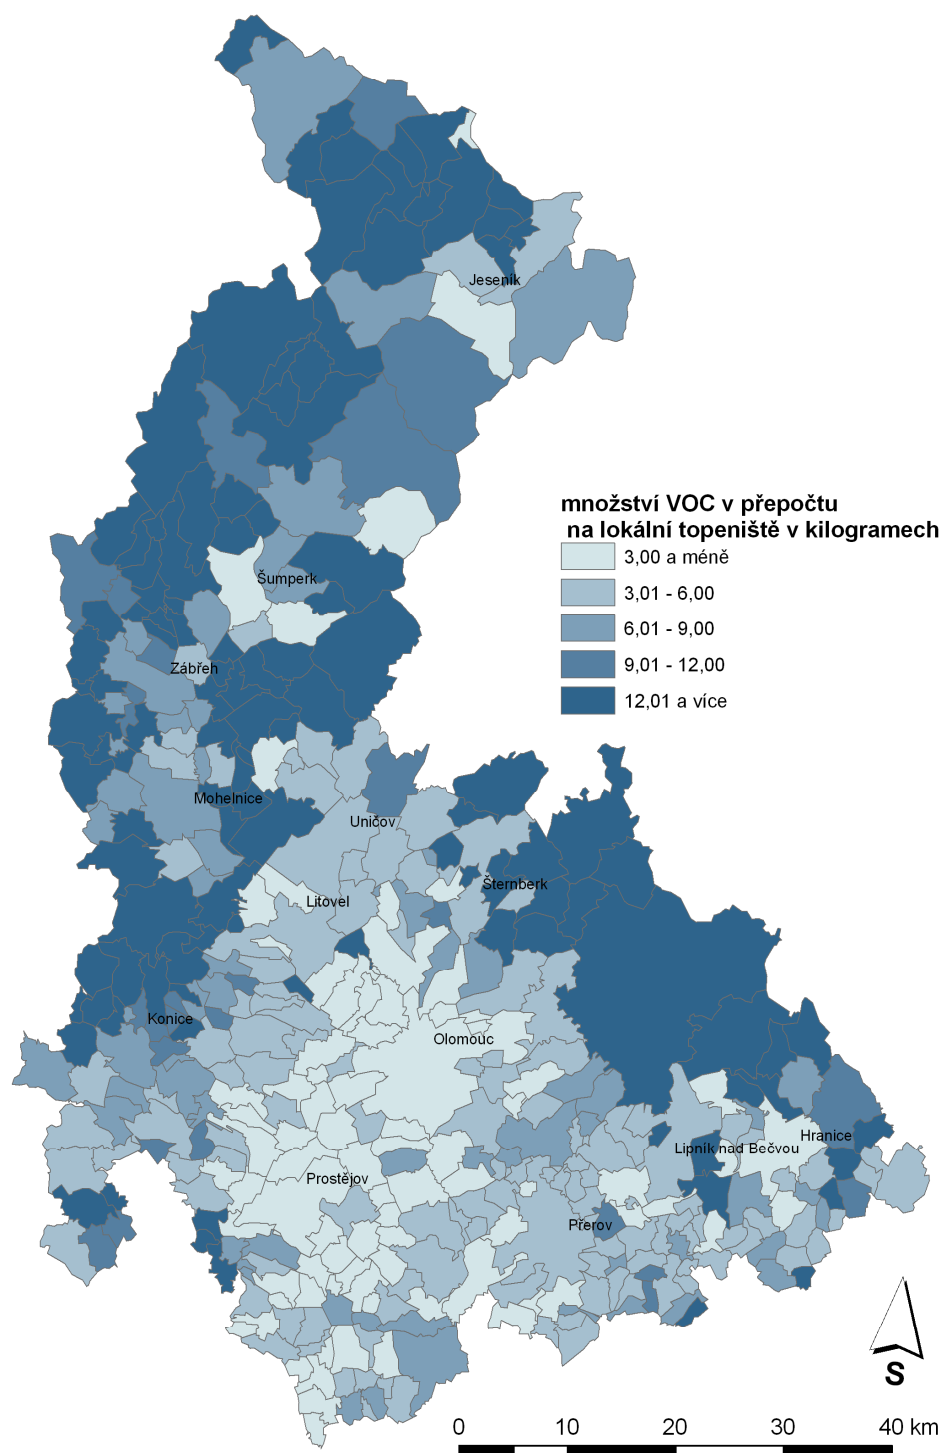 Jeseník
množství VOC v přepočtu
na lokální topeniště v kilogramech
3,00 a méně
3,01 - 6,00
6,01 - 9,00
9,01 - 12,00
12,01 a více
Šumperk
Zábřeh
Mohelnice
Uničov
Šternberk
Litovel
Konice
Olomouc
Hranice
Lipník nad Bečvou
Prostějov
Přerov
S
0 10 20 30 40 km